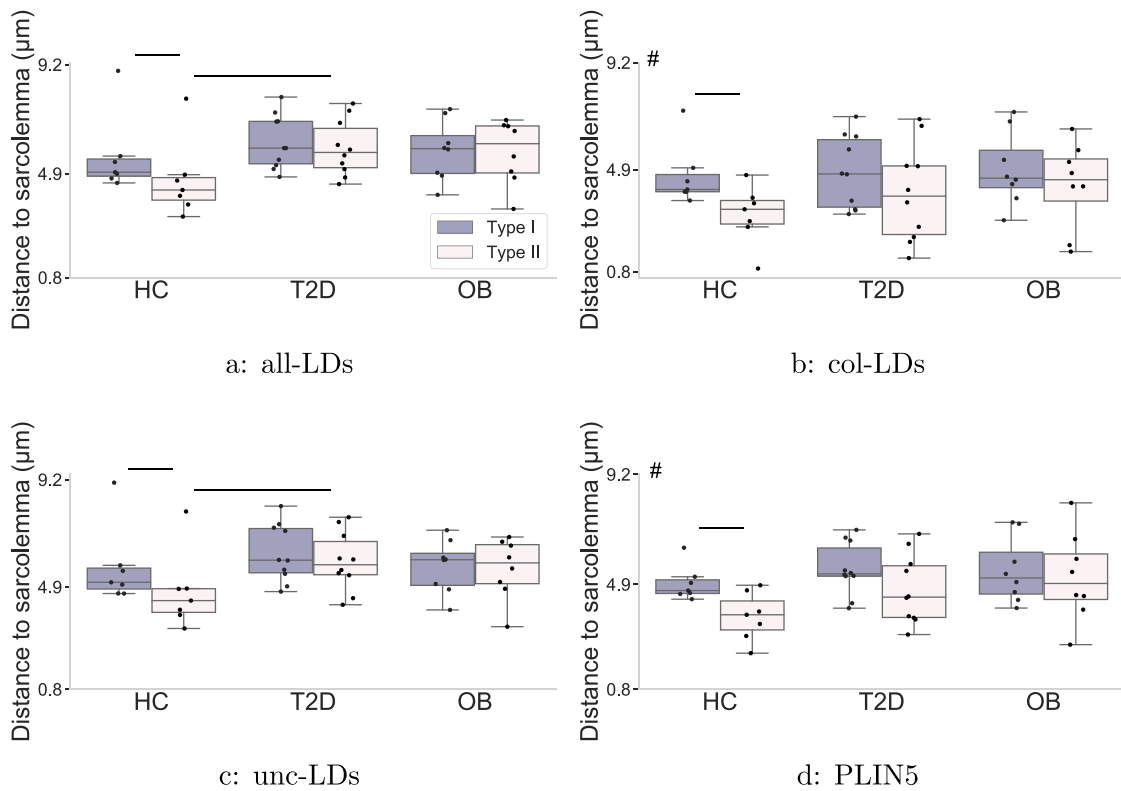 Distance to sarcolemma (μm)
9.2
4.9
0.8
HC
T2D
OB
Type I
Type II
a: all-LDs
Distance to sarcolemma (μm)
#
9.2
4.9
0.8
HC
T2D
OB
b: col-LDs
Distance to sarcolemma (μm)
9.2
4.9
0.8
HC
T2D
OB
c: unc-LDs
Distance to sarcolemma (μm)
#
9.2
4.9
0.8
HC
T2D
OB
d: PLIN5